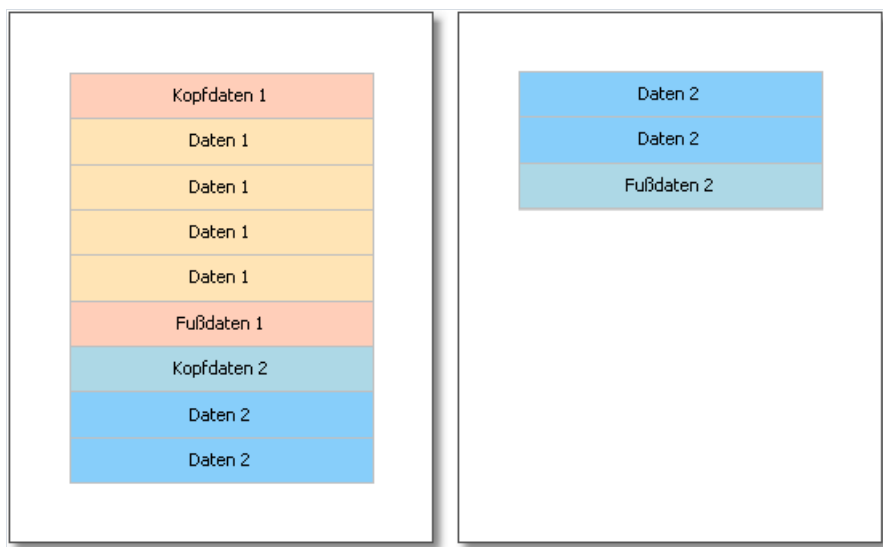 Kopfdaten 1
Daten 1
Daten 1
Daten 1
Daten 1
Fußdaten 1
Kopfdaten 2
Daten 2
Daten 2
Daten 2
Daten 2
Fußdaten 2